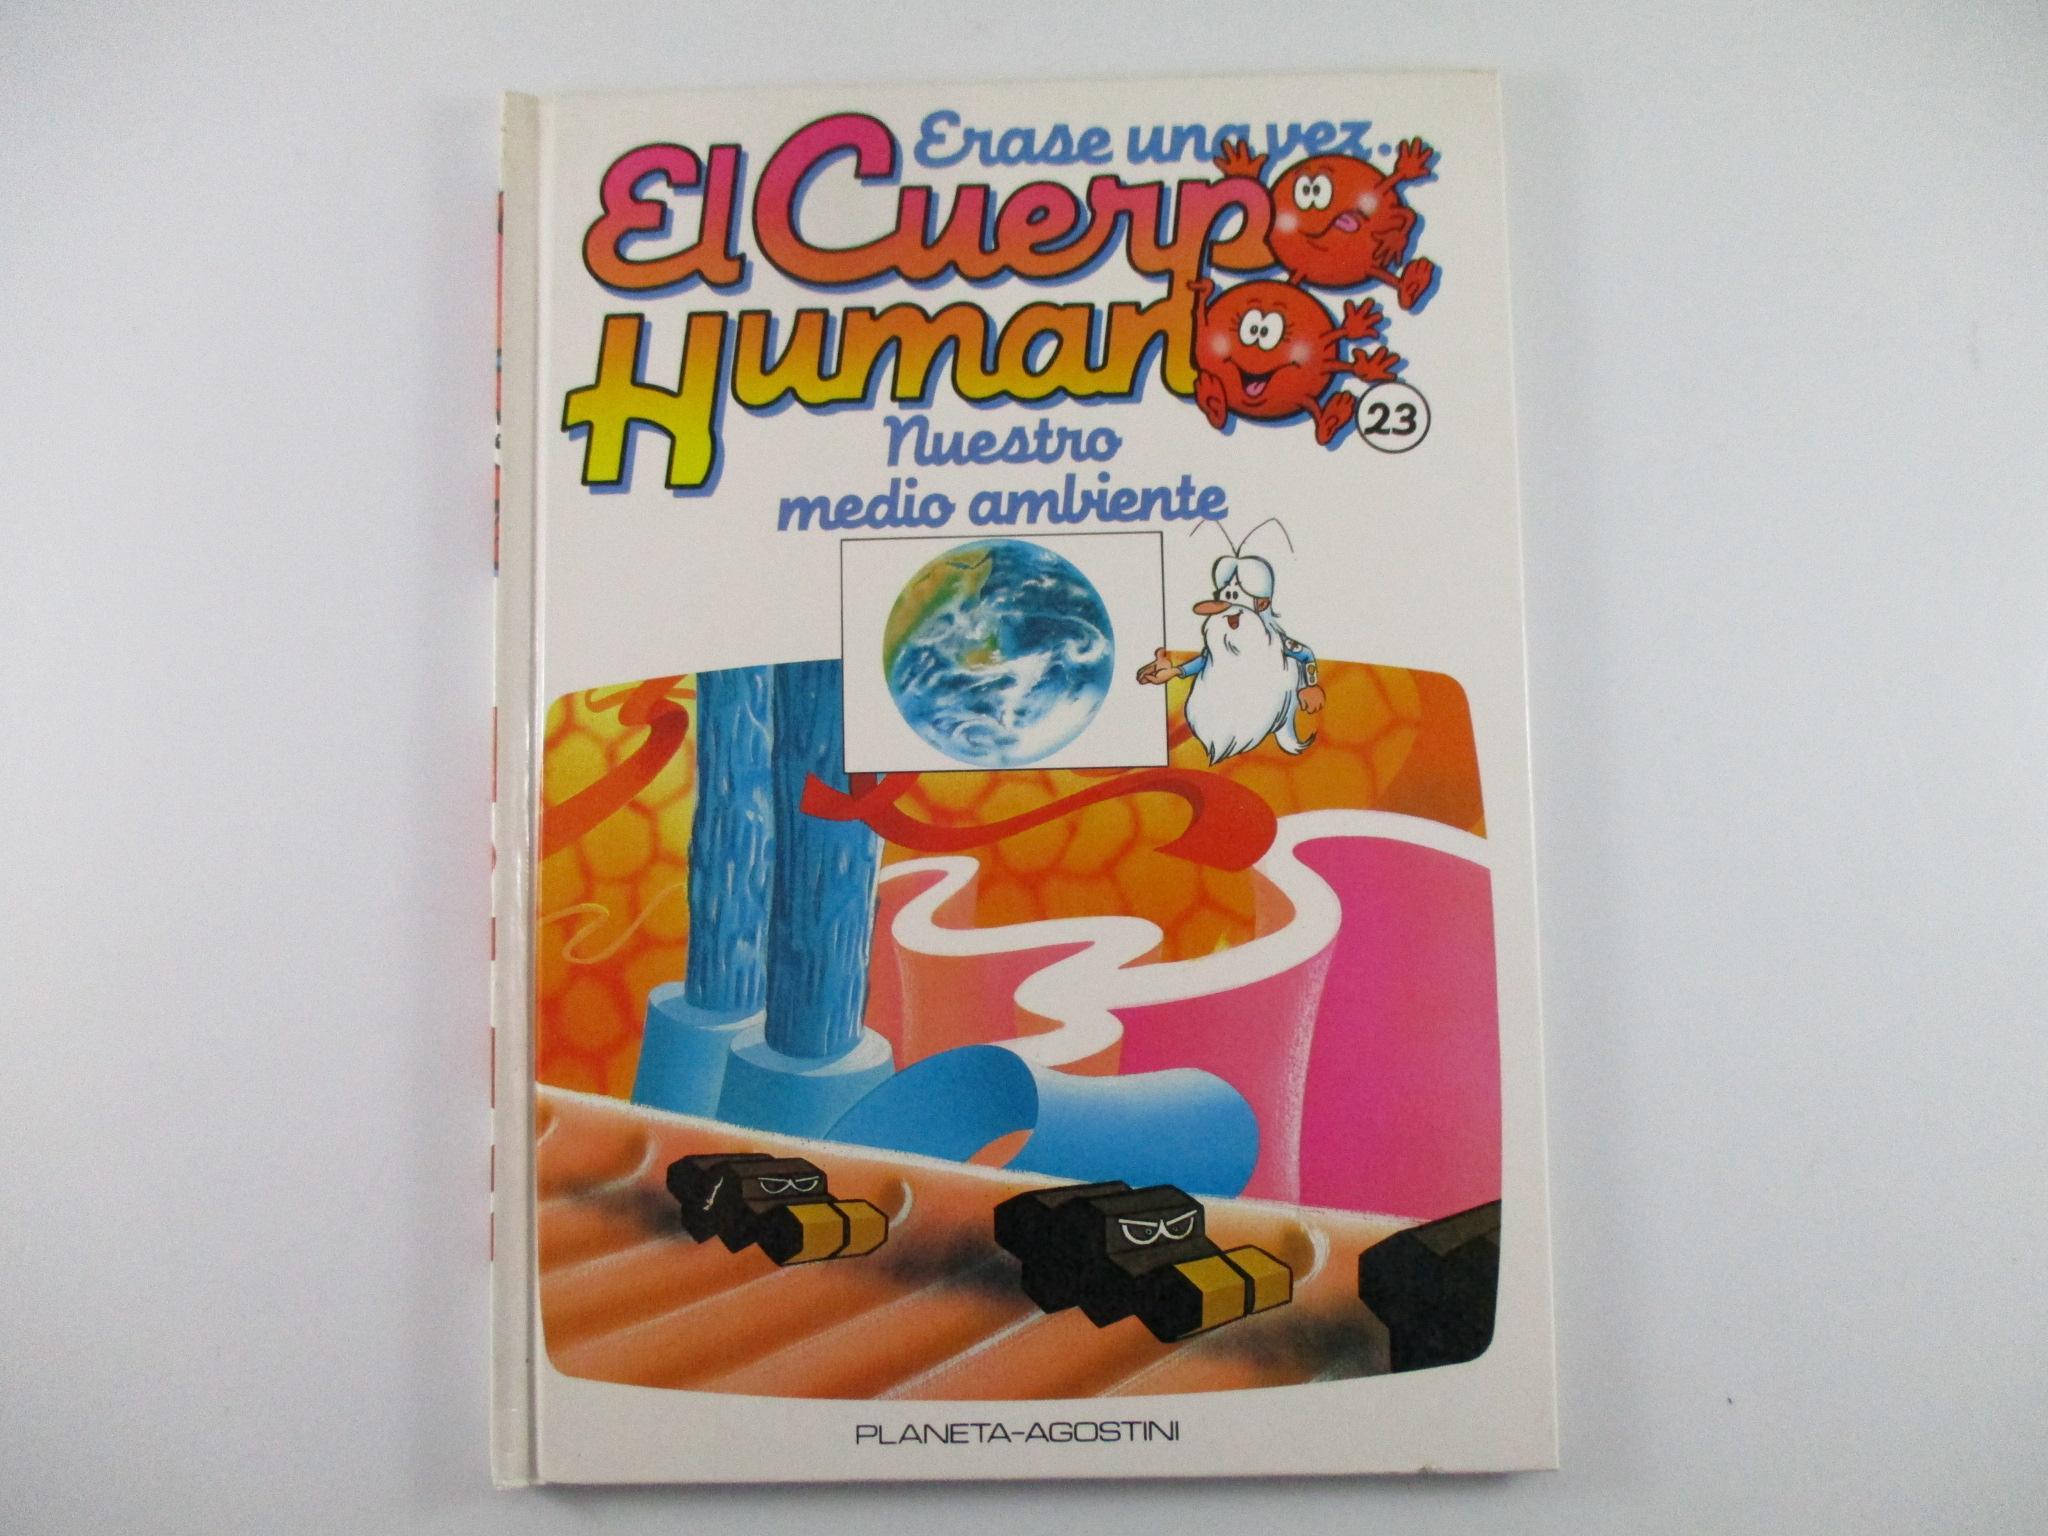 Erase una vez...
El Cuerpo
Humano
23
Nuestro
medio ambiente
PLANETA-AGOSTINI